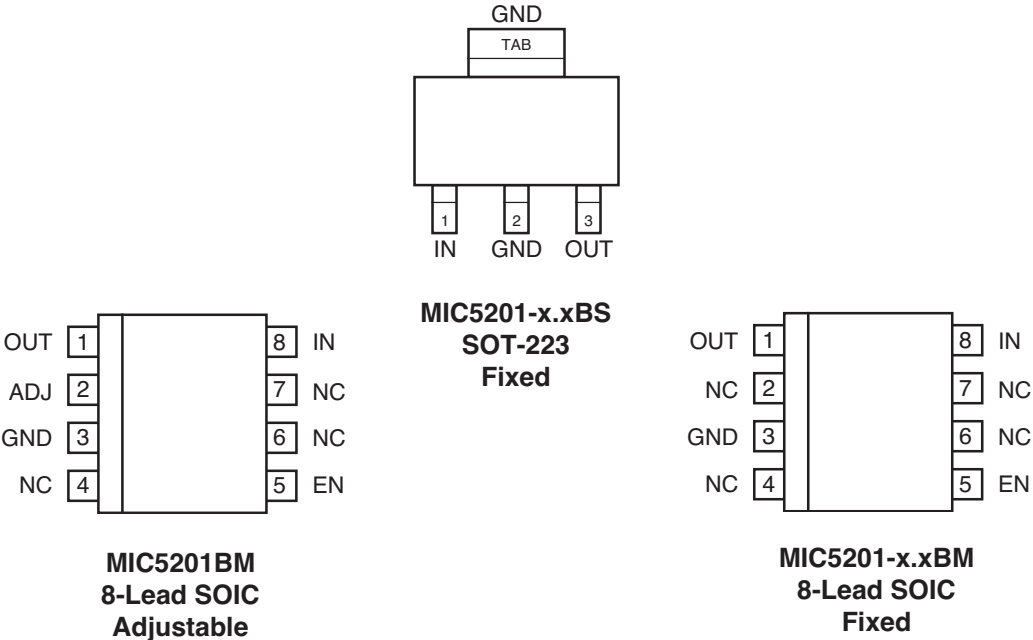 GND
TAB
1 2 3
IN GND OUT
MIC5201-x.xBS
SOT-223
Fixed
OUT 1 8 IN
ADJ 2 7 NC
GND 3 6 NC
NC 4 5 EN
MIC5201BM
8-Lead SOIC
Adjustable
OUT 1 8 IN
NC 2 7 NC
GND 3 6 NC
NC 4 5 EN
MIC5201-x.xBM
8-Lead SOIC
Fixed